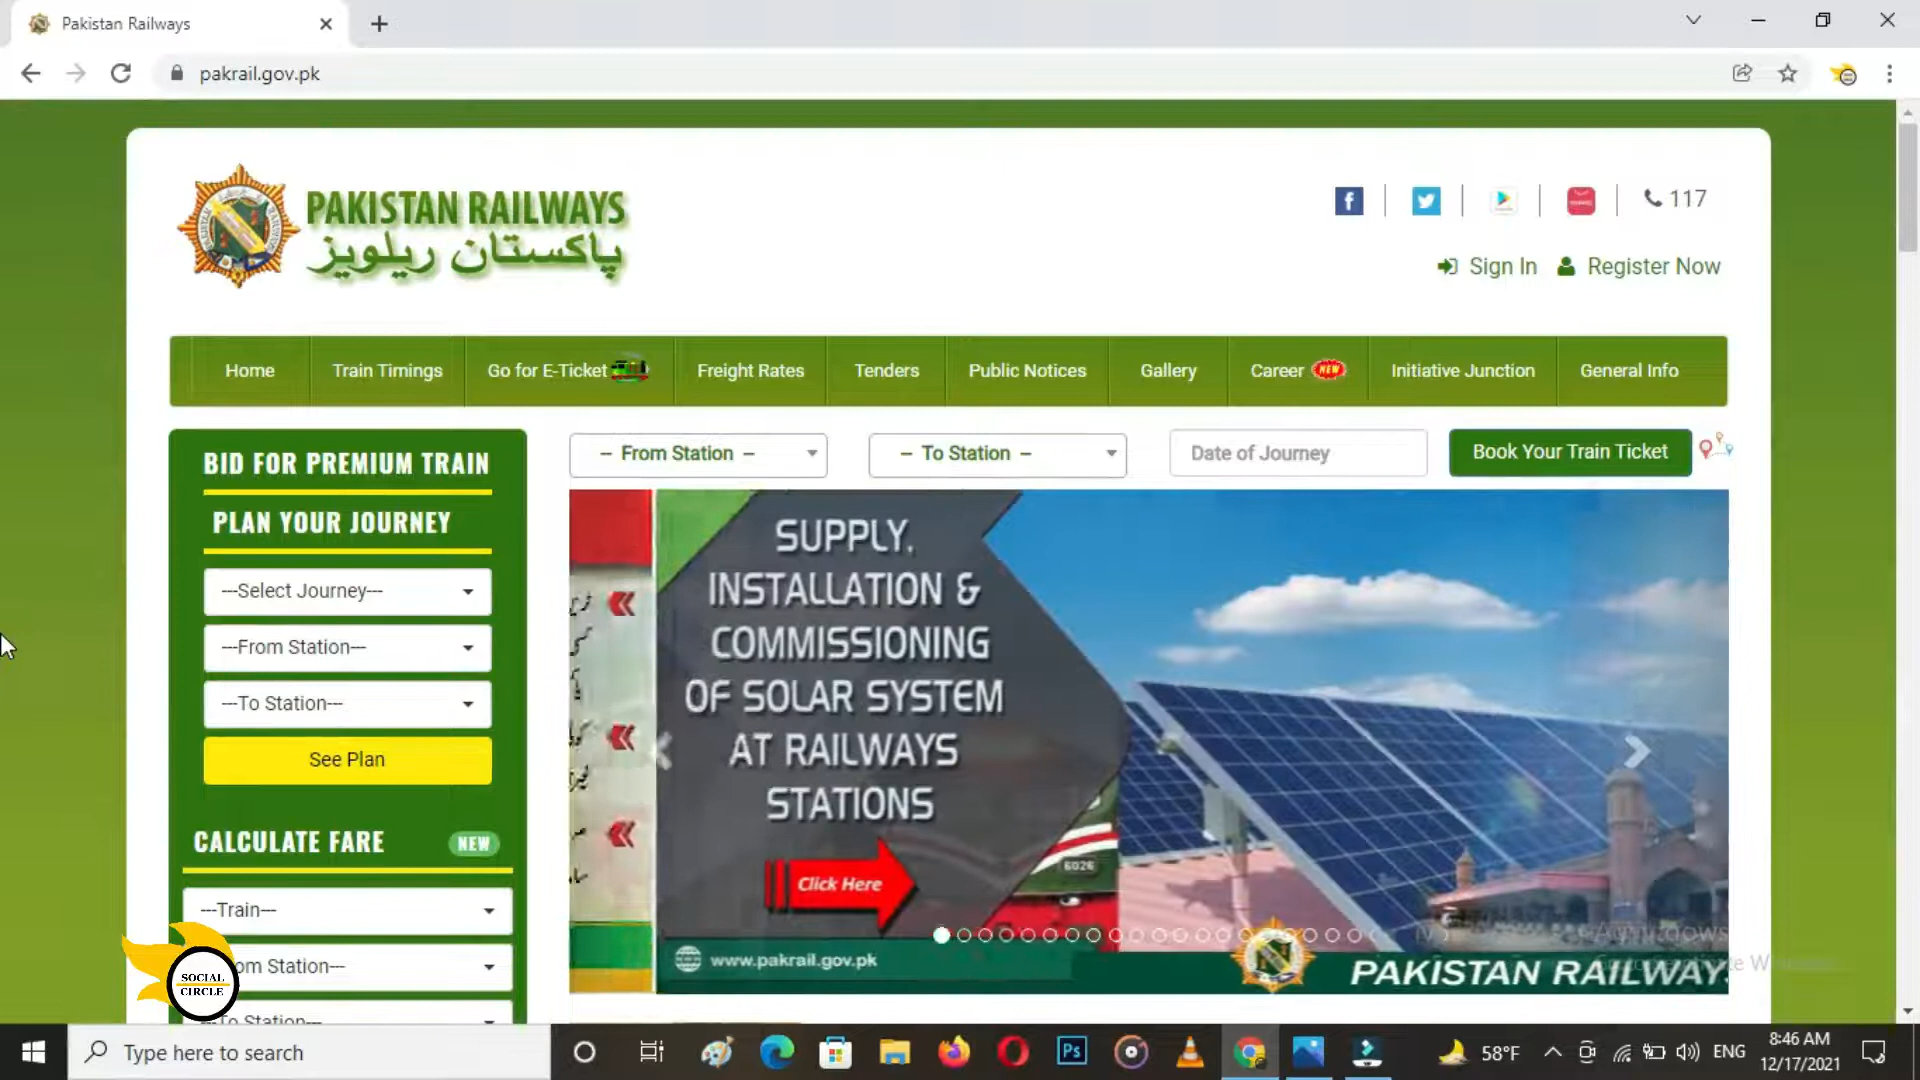 Pakistan Railways
pakrail.gov.pk
PAKISTAN RAILWAYS
پاکستان ریلویز
117
Sign In
Register Now
Home
Train Timings
Go for E-Ticket
Freight Rates
Tenders
Public Notices
Gallery
Career NEW
Initiative Junction
General Info
BID FOR PREMIUM TRAIN
PLAN YOUR JOURNEY
---Select Journey---
---From Station---
---To Station---
See Plan
CALCULATE FARE NEW
---Train---
om Station---
---To Station---
SOCIAL
CIRCLE
– From Station –
– To Station –
Date of Journey
Book Your Train Ticket
SUPPLY,
INSTALLATION &
COMMISSIONING
OF SOLAR SYSTEM
AT RAILWAYS
STATIONS
Click Here
6026
www.pakrail.gov.pk
PAKISTAN RAILWAY
Type here to search
Ps
58°F
ENG
8:46 AM
12/17/2021